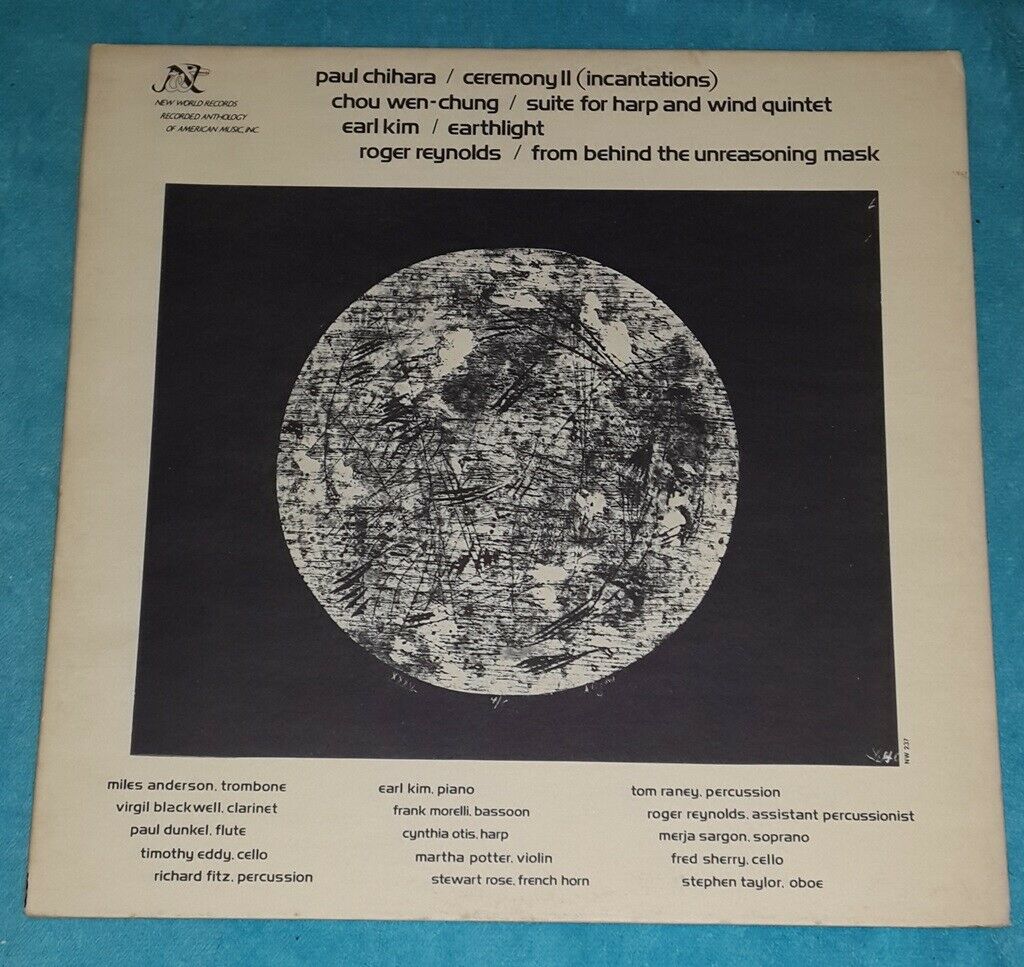 NEW WORLD RECORDS
RECORDED ANTHOLOGY
OF AMERICAN MUSIC, INC.
paul chihara / ceremony II (incantations)
chou wen-chung / suite for harp and wind quintet
earl kim / earthlight
roger reynolds / from behind the unreasoning mask
NW 237
miles anderson, trombone
virgil blackwell, clarinet
paul dunkel, flute
timothy eddy, cello
richard fitz, percussion
earl kim, piano
frank morelli, bassoon
cynthia otis, harp
martha potter, violin
stewart rose, french horn
tom raney, percussion
roger reynolds, assistant percussionist
merja sargon, soprano
fred sherry, cello
stephen taylor, oboe